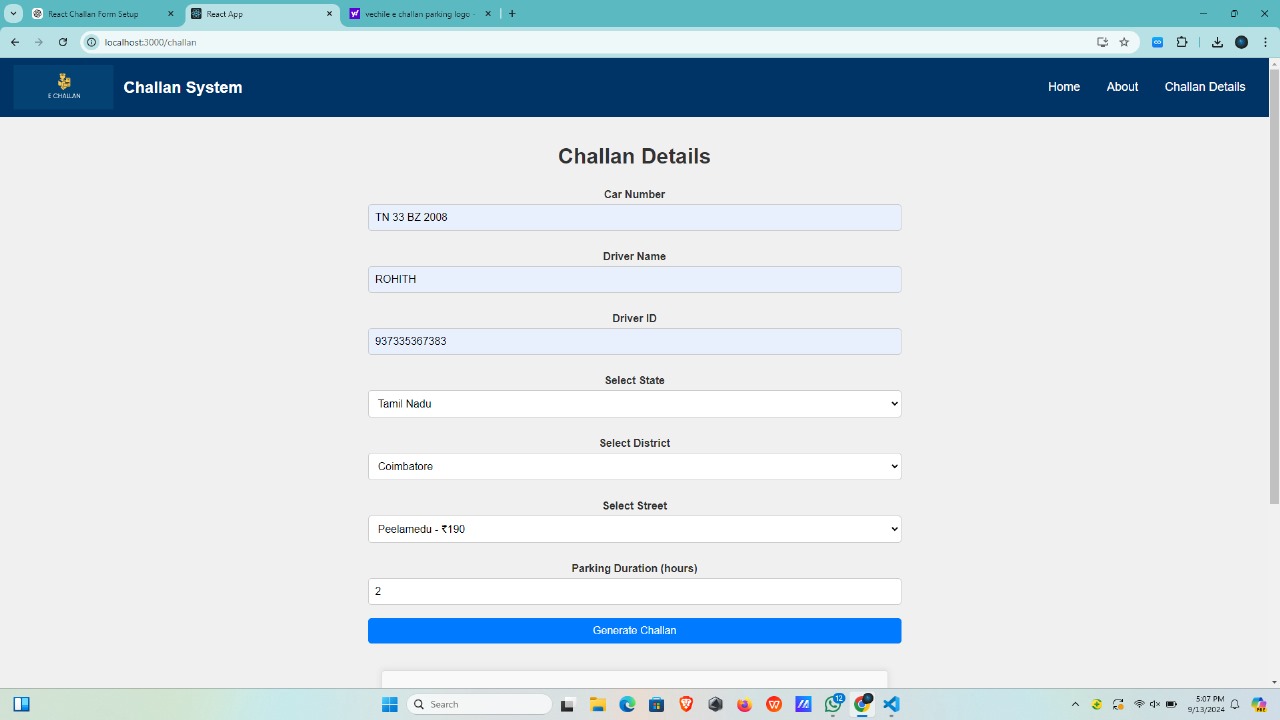 React Challan Form Setup
React App
vechile e challan parking logo -
localhost:3000/challan
E CHALLAN
Challan System
Home
About
Challan Details
Challan Details
Car Number
TN 33 BZ 2008
Driver Name
ROHITH
Driver ID
937335367383
Select State
Tamil Nadu
Select District
Coimbatore
Select Street
Peelamedu - ₹190
Parking Duration (hours)
2
Generate Challan
Search
12
5:07 PM
9/13/2024